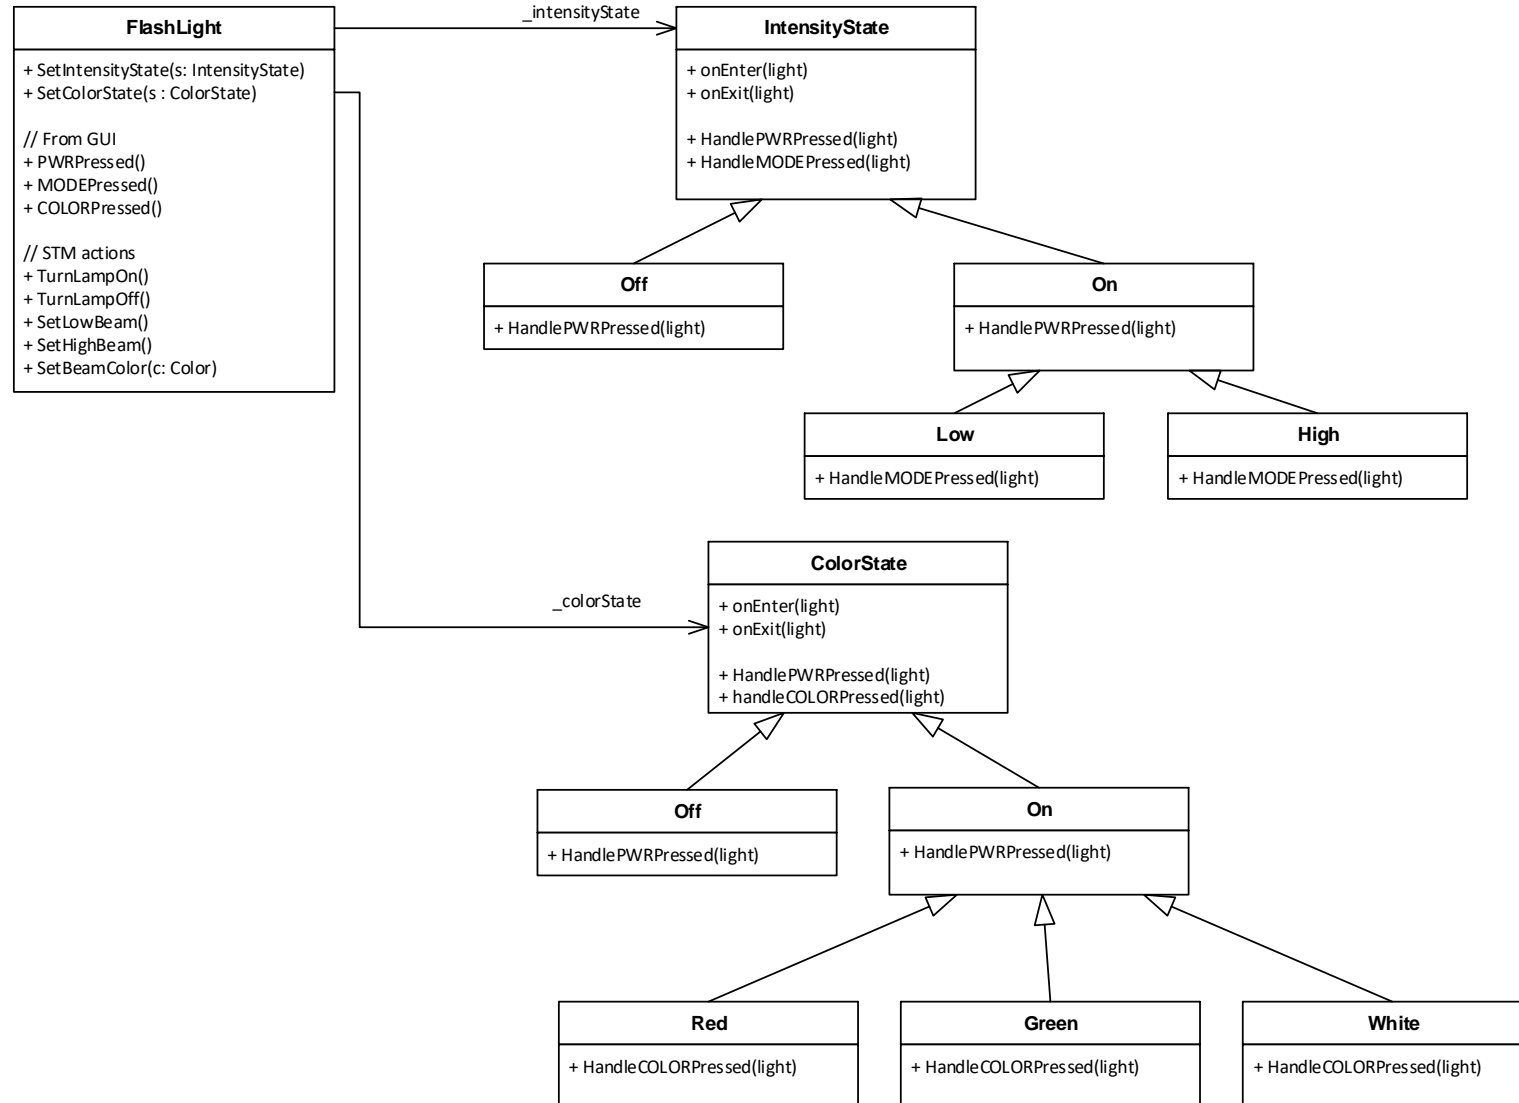 FlashLight
+ SetIntensityState(s: IntensityState)
+ SetColorState(s : ColorState)
// From GUI
+ PWRPressed()
+ MODEPressed()
+ COLORPressed()
// STM actions
+ TurnLampOn()
+ TurnLampOff()
+ SetLowBeam()
+ SetHighBeam()
+ SetBeamColor(c: Color)
_intensityState
IntensityState
+ onEnter(light)
+ onExit(light)
+ HandlePWRPressed(light)
+ HandleMODEPressed(light)
Off
+ HandlePWRPressed(light)
On
+ HandlePWRPressed(light)
Low
+ HandleMODEPressed(light)
High
+ HandleMODEPressed(light)
_colorState
ColorState
+ onEnter(light)
+ onExit(light)
+ HandlePWRPressed(light)
+ handleCOLORPressed(light)
Off
+ HandlePWRPressed(light)
On
+ HandlePWRPressed(light)
Red
+ HandleCOLORPressed(light)
Green
+ HandleCOLORPressed(light)
White
+ HandleCOLORPressed(light)